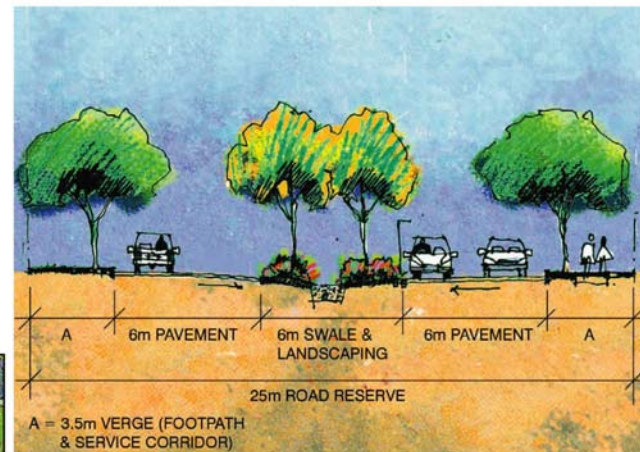 A
6m PAVEMENT
6m SWALE &
LANDSCAPING
6m PAVEMENT
A
25m ROAD RESERVE
A = 3.5m VERGE (FOOTPATH
& SERVICE CORRIDOR)